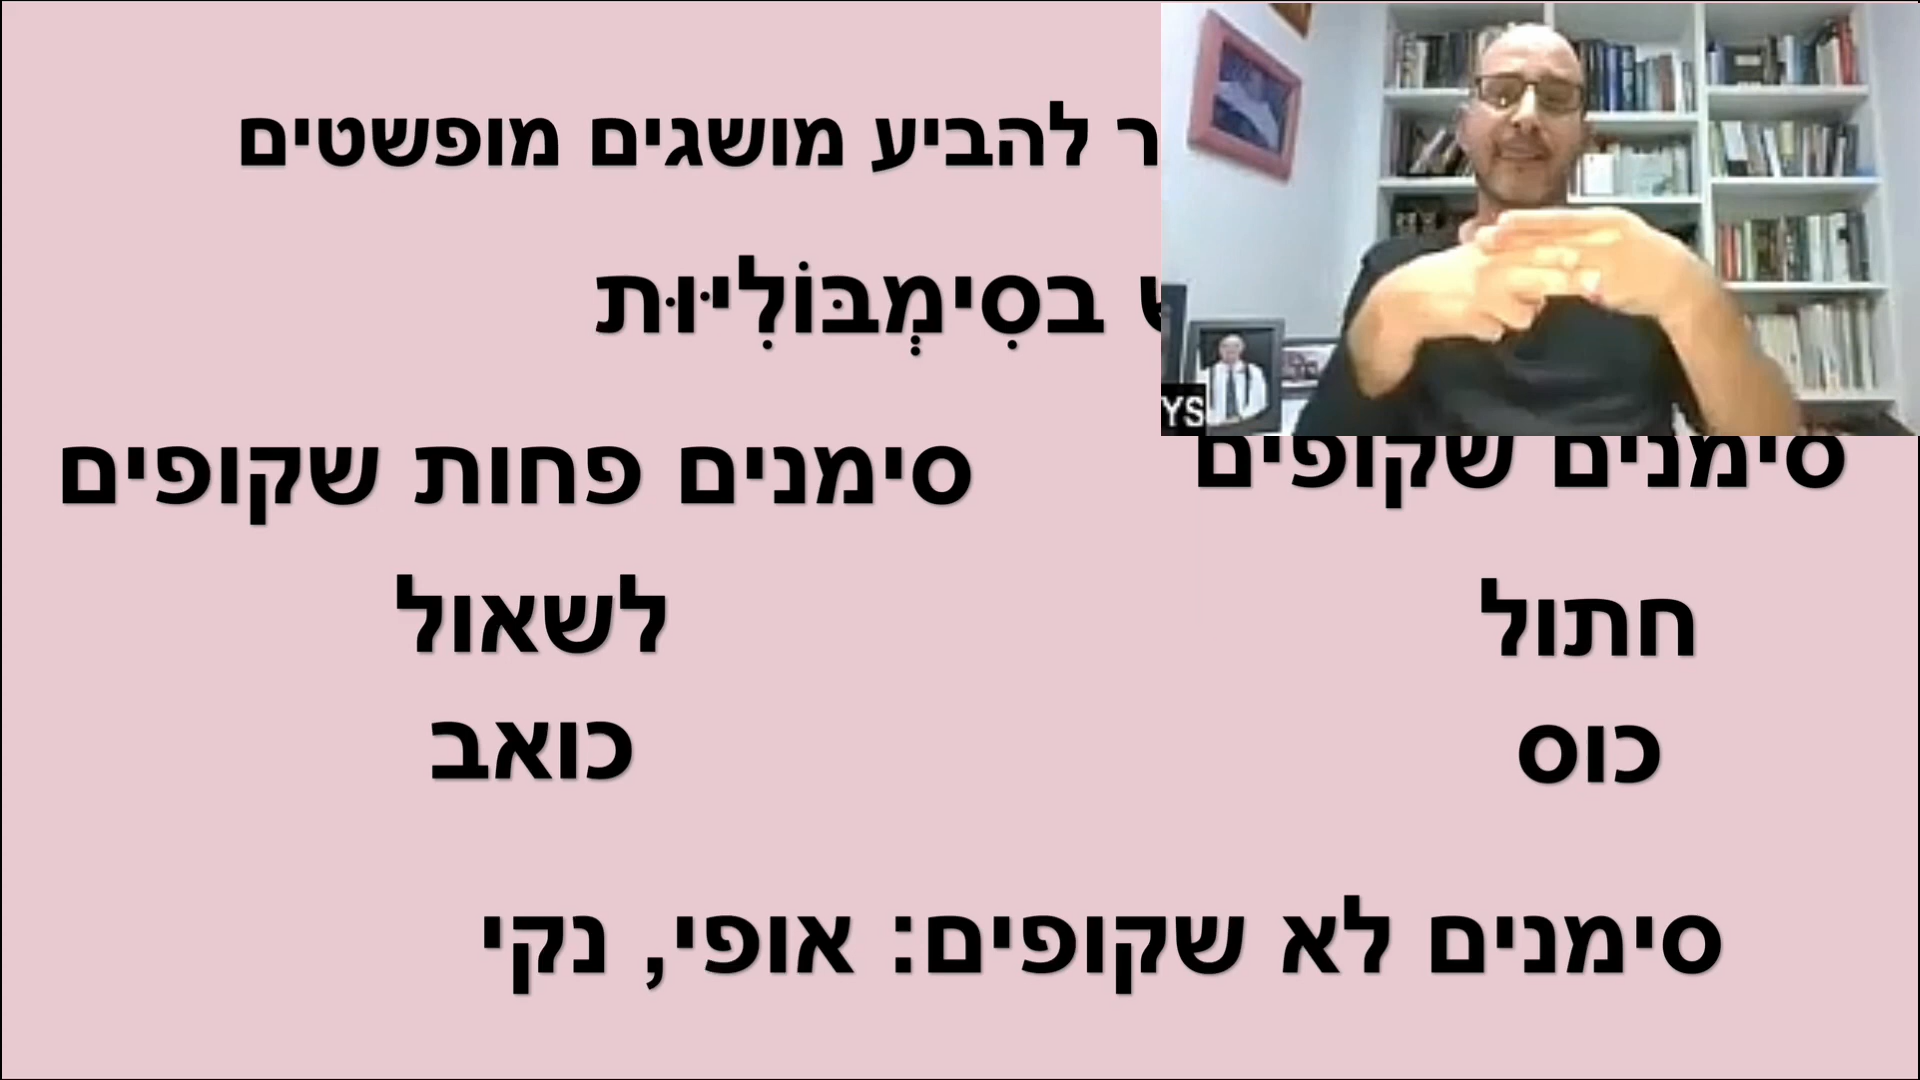 להביע מושגים מופשטים
בסִימְבּוֹלִיּוּת
סימנים שקופים
סימנים פחות שקופים
חתול
לשאול
כוס
כואב
סימנים לא שקופים: אופי, נקי
YS